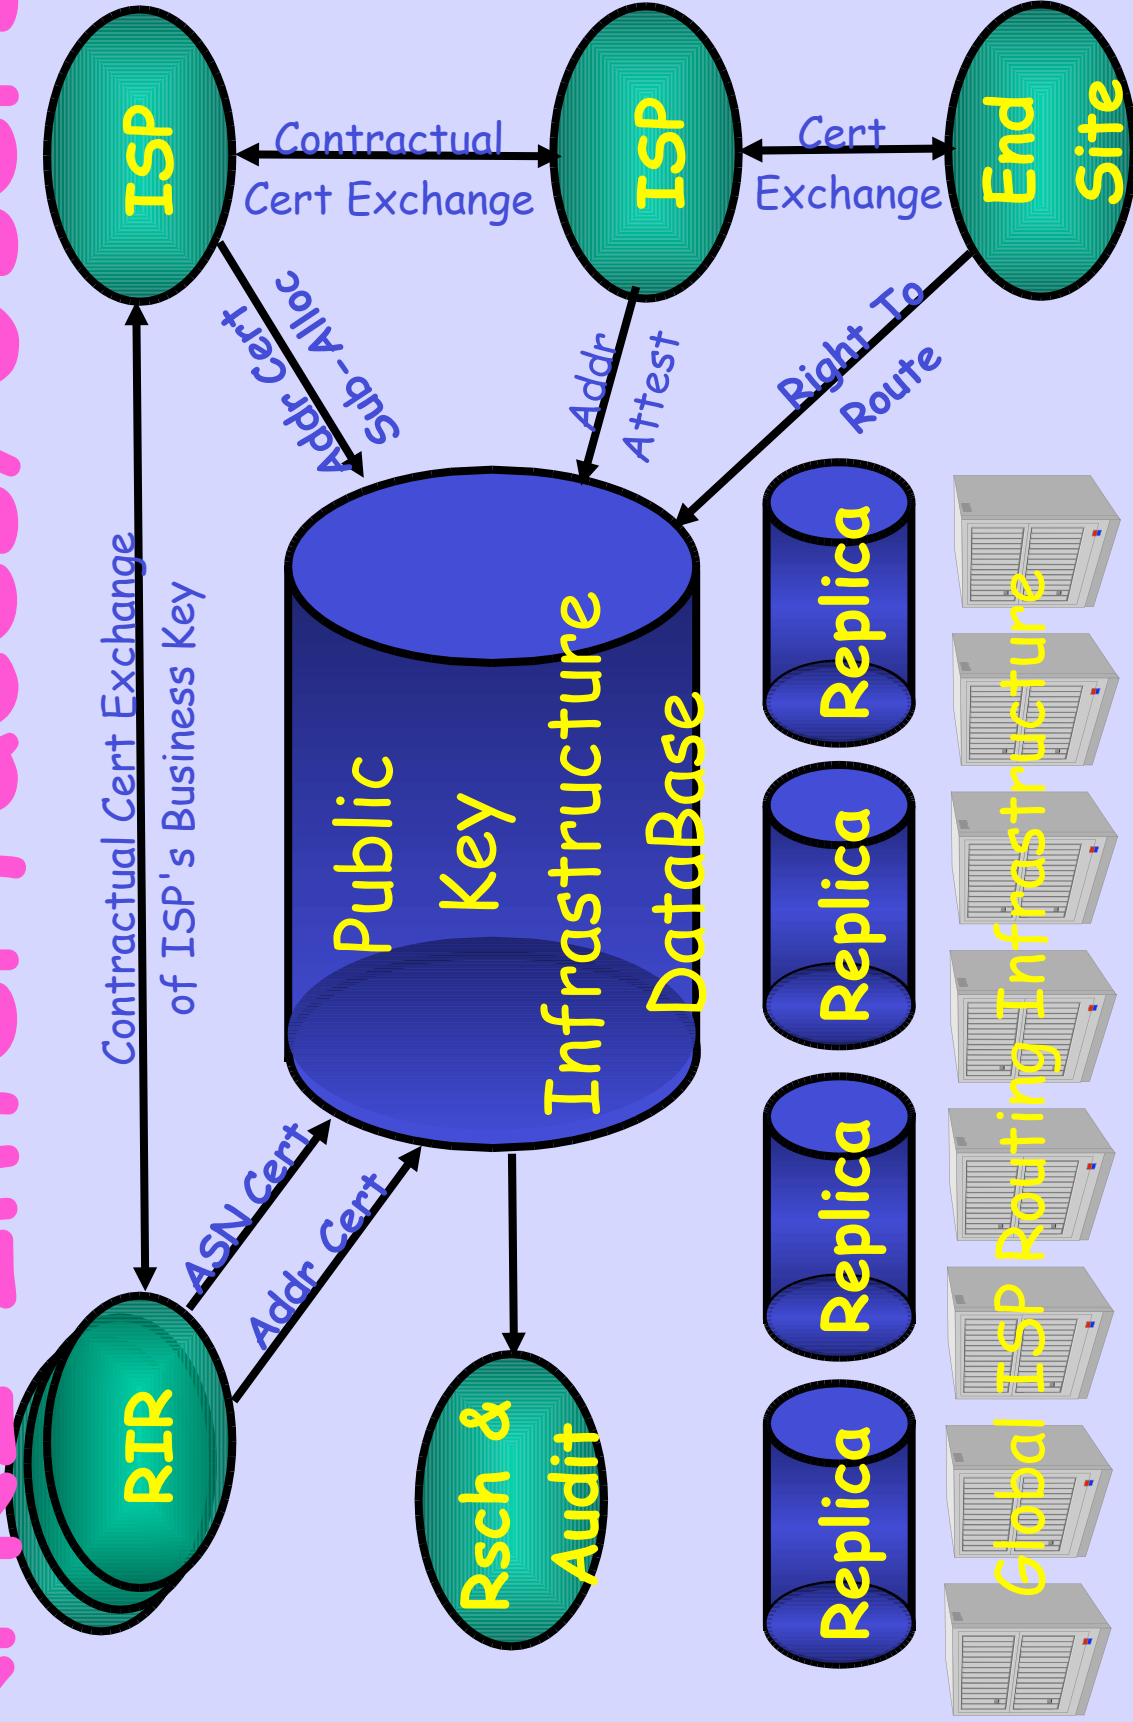 ISP
Contractual
Cert Exchange
ISP
Cert
Exchange
End
Site
Addr Cert
Sub-Alloc
Addr
Attest
Right To
Route
Contractual Cert Exchange
of ISP's Business Key
Public
Key
Infrastructure
DataBase
Replica
Replica
Replica
Replica
Global ISP Routing Infrastructure
ASN Cert
Addr Cert
RIR
Rsch &
Audit